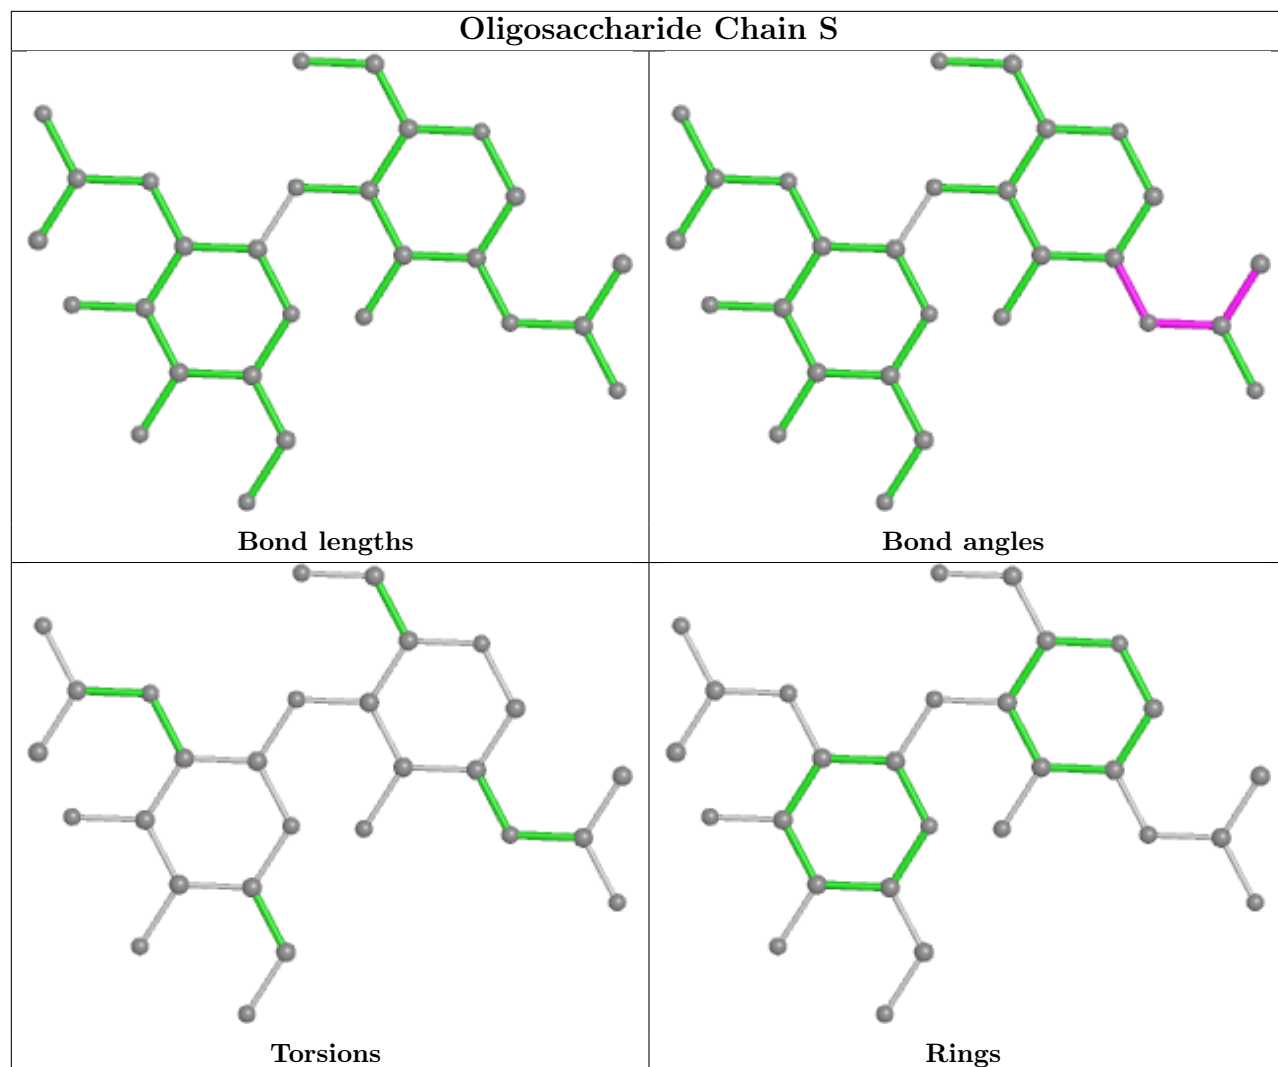 Oligosaccharide Chain S
Bond lengths
Bond angles
Torsions
Rings